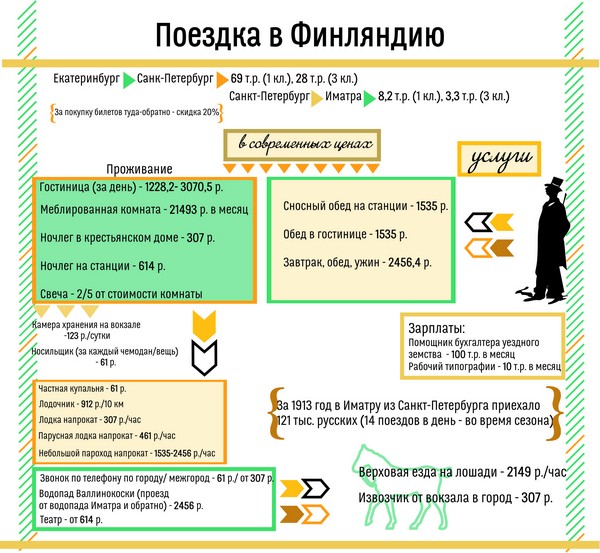 Поездка в Финляндию
Екатеринбург Санк-Петербург 69 т.р. (1 кл.), 28 т.р. (3 кл.)
Санкт-Петербург Иматра 8,2 т.р. (1 кл.), 3,3 т.р. (3 кл.)
За покупку билетов туда-обратно - скидка 20%
в современных ценах
услуги
Проживание
Гостиница (за день) - 1228,2- 3070,5 р.
Меблированная комната - 21493 р. в месяц
Ночлег в крестьянском доме - 307 р.
Ночлег на станции - 614 р.
Свеча - 2/5 от стоимости комнаты
Сносный обед на станции - 1535 р.
Обед в гостинице - 1535 р.
Завтрак, обед, ужин - 2456,4 р.
Камера хранения на вокзале
-123 р./сутки
Носильщик (за каждый чемодан/вещь)
- 61 р.
Зарплаты:
Помощник бухгалтера уездного
земства - 100 т.р. в месяц
Рабочий типографии - 10 т.р. в месяц
Частная купальня - 61 р.
Лодочник - 912 р./10 км
Лодка напрокат - 307 р./час
Парусная лодка напрокат - 461 р./час
Небольшой пароход напрокат - 1535-2456 р./час
За 1913 год в Иматру из Санкт-Петербурга приехало
121 тыс. русских (14 поездов в день - во время сезона)
Звонок по телефону по городу/ межгород - 61 р./ от 307 р.
Водопад Валлинокоски (проезд
от водопада Иматра и обратно) - 2456 р.
Театр - от 614 р.
Верховая езда на лошади - 2149 р./час
Извозчик от вокзала в город - 307 р.